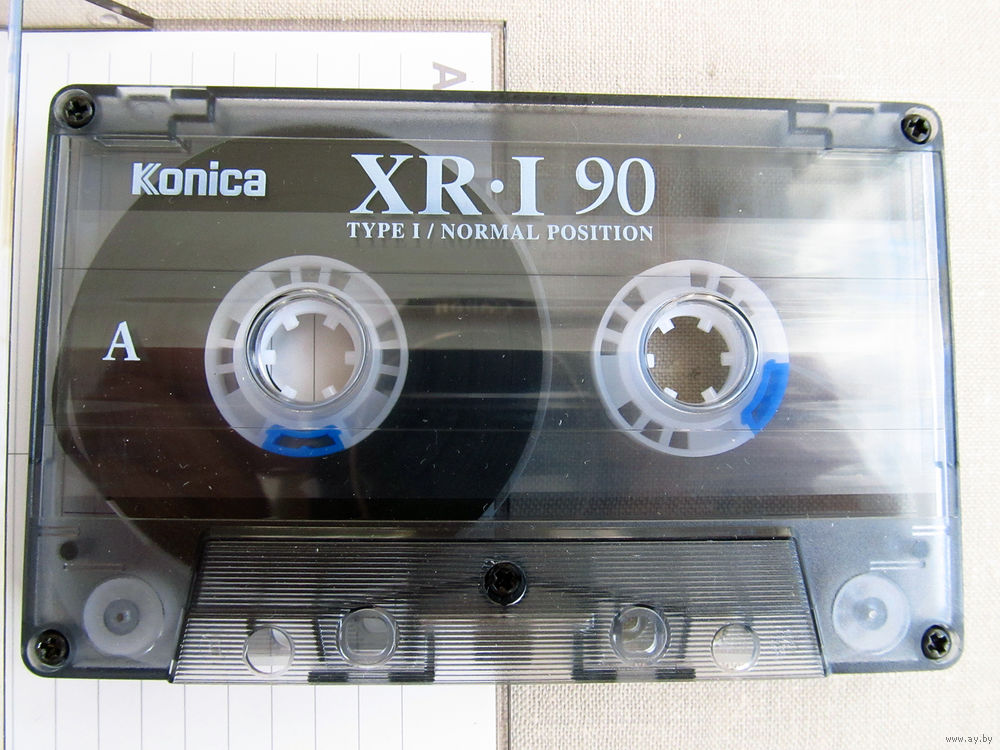 A
Konica
XR·I 90
TYPE I / NORMAL POSITION
A
www.ay.by